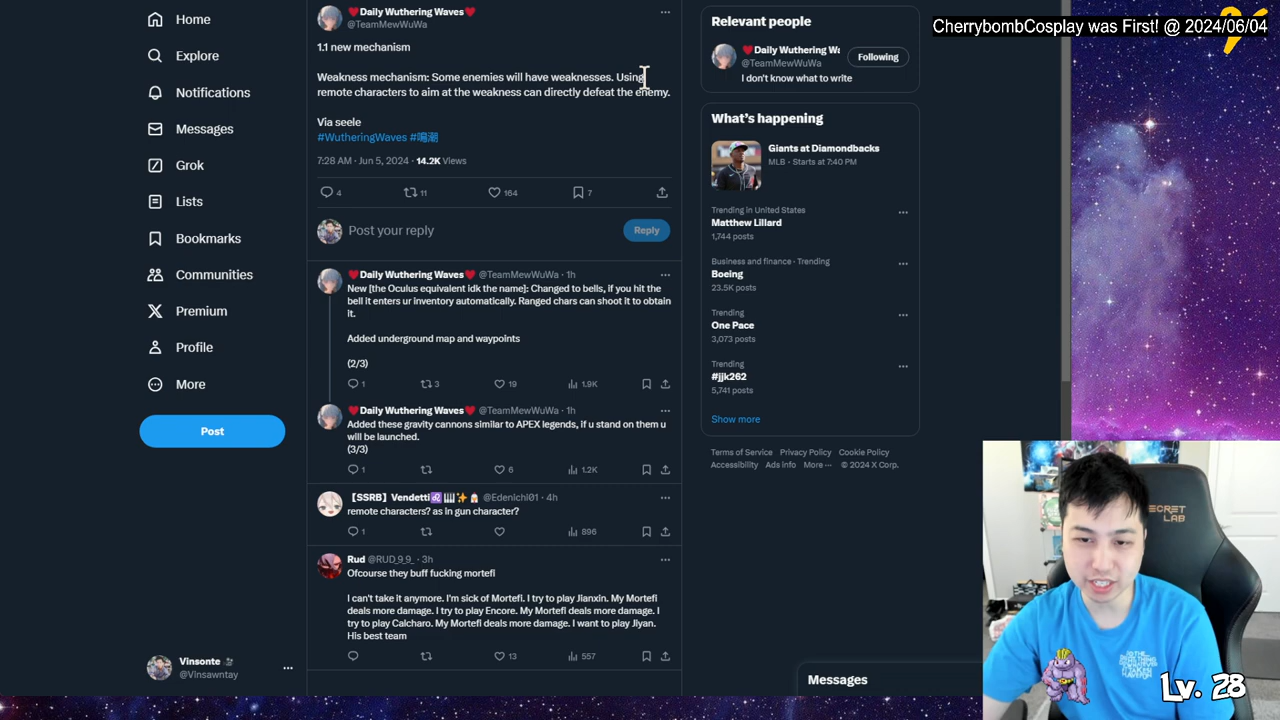 CherrybombCosplay was First! @ 2024/06/04
Home
Explore
Notifications
Messages
Grok
Lists
Bookmarks
Communities
Premium
Profile
More
Post
Vinsonte
@Vinsawntay
Daily Wuthering Waves
@TeamMewWuWa
1.1 new mechanism
Weakness mechanism: Some enemies will have weaknesses. Using
remote characters to aim at the weakness can directly defeat the enemy.
Via seele
#WutheringWaves #鳴潮
7:28 AM · Jun 5, 2024 · 14.2K Views
4 11 164 7
Post your reply
Reply
Daily Wuthering Waves @TeamMewWuWa · 1h
New [the Oculus equivalent idk the name]: Changed to bells, if you hit the
bell it enters ur inventory automatically. Ranged chars can shoot it to obtain
it.
Added underground map and waypoints
(2/3)
1 3 19 1.9K
Daily Wuthering Waves @TeamMewWuWa · 1h
Added these gravity cannons similar to APEX legends, if u stand on them u
will be launched.
(3/3)
1 6 1.2K
【SSRB】Vendetti @Edenichi01 · 4h
remote characters? as in gun character?
1 896
Rud @RUD_9_9_ · 3h
Ofcourse they buff fucking mortefi
I can't take it anymore. I'm sick of Mortefi. I try to play Jianxin. My Mortefi
deals more damage. I try to play Encore. My Mortefi deals more damage. I
try to play Calcharo. My Mortefi deals more damage. I want to play Jiyan.
His best team
13 557
Relevant people
Daily Wuthering Wa
@TeamMewWuWa
Following
I don't know what to write
What's happening
Giants at Diamondbacks
MLB · Starts at 7:40 PM
Trending in United States
Matthew Lillard
1,744 posts
Business and finance · Trending
Boeing
23.5K posts
Trending
One Pace
3,073 posts
Trending
#jjk262
5,741 posts
Show more
Terms of Service Privacy Policy Cookie Policy
Accessibility Ads info More ··· © 2024 X Corp.
Messages
SECRET
LAB
Lv. 28